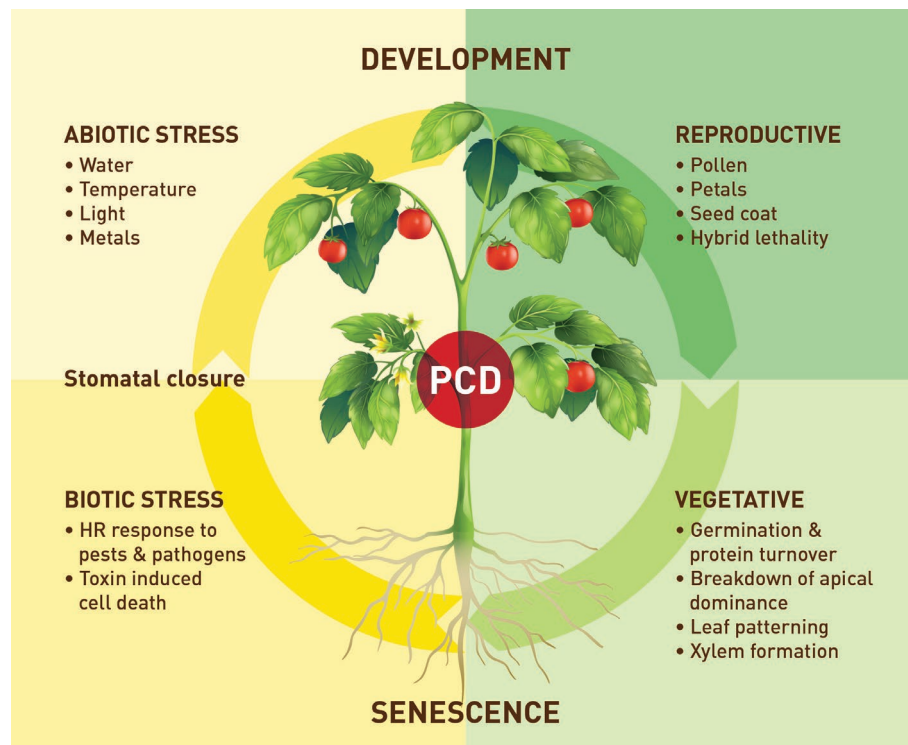 DEVELOPMENT
ABIOTIC STRESS
• Water
• Temperature
• Light
• Metals
REPRODUCTIVE
• Pollen
• Petals
• Seed coat
• Hybrid lethality
Stomatal closure
PCD
BIOTIC STRESS
• HR response to
pests & pathogens
• Toxin induced
cell death
VEGETATIVE
• Germination &
protein turnover
• Breakdown of apical
dominance
• Leaf patterning
• Xylem formation
SENESCENCE